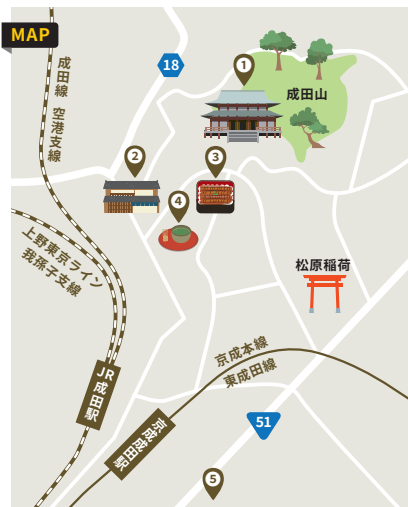 MAP
成田線 空港支線
18
1
成田山
2
3
4
上野東京ライン
我孫子支線
松原稲荷
京成本線
東成田線
JR成田駅
京成成田駅
51
5